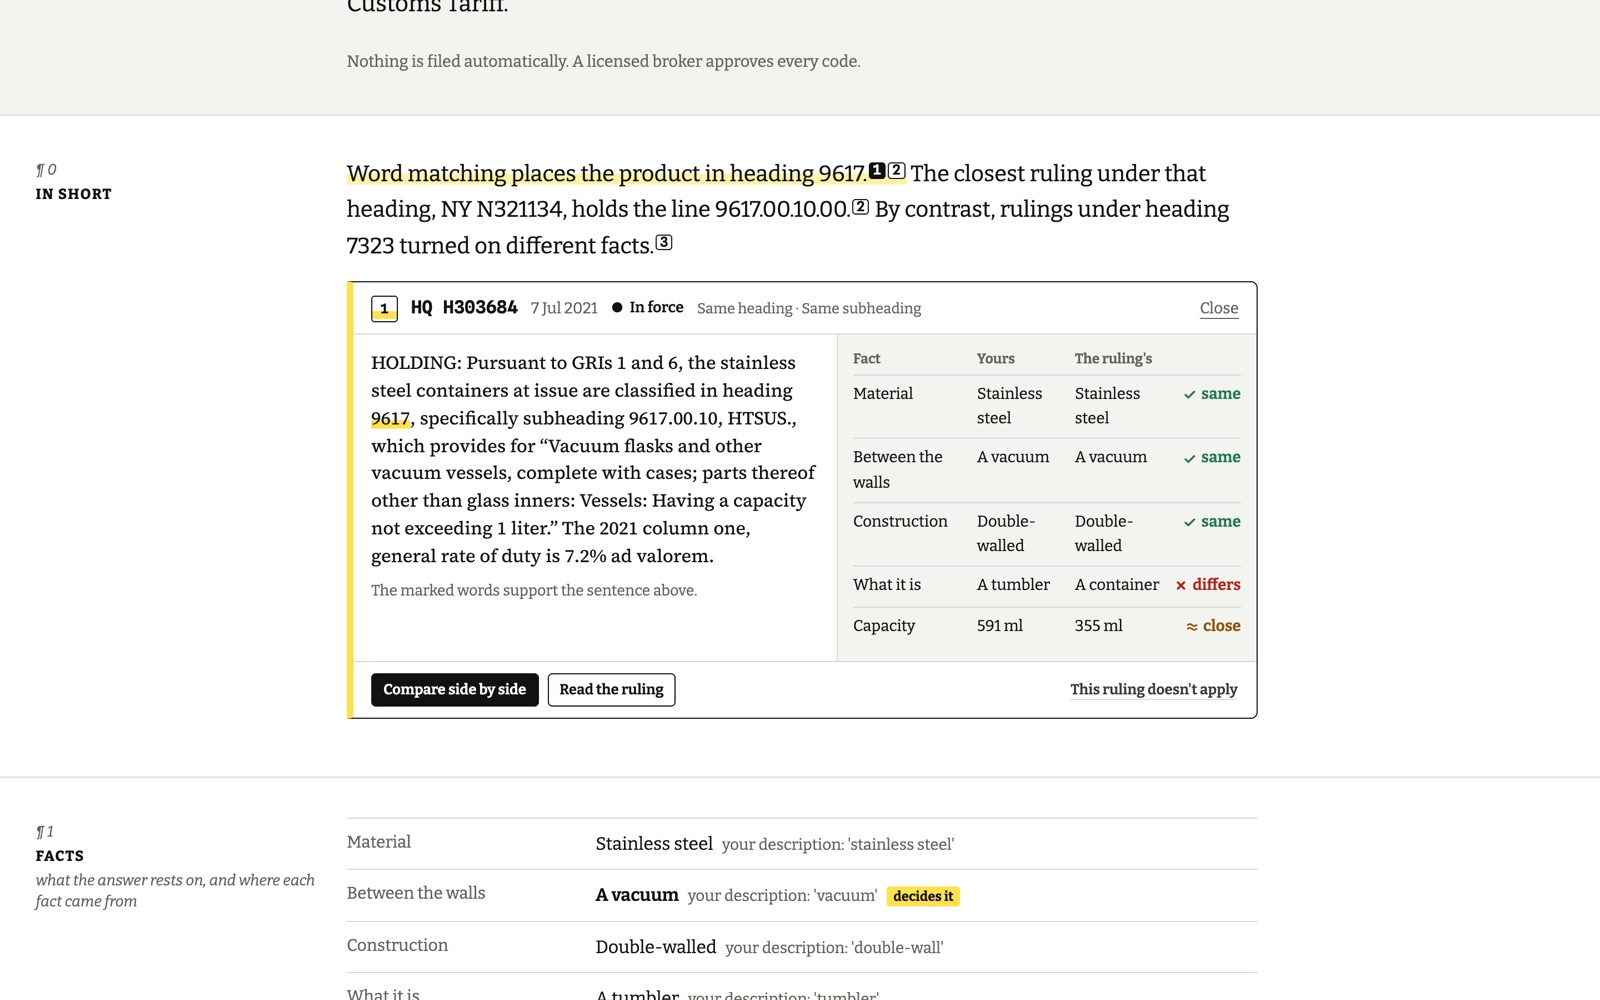 Customs Tariff.
Nothing is filed automatically. A licensed broker approves every code.
¶ 0
IN SHORT
Word matching places the product in heading 9617.1 2 The closest ruling under that
heading, NY N321134, holds the line 9617.00.10.00.2 By contrast, rulings under heading
7323 turned on different facts.3
1 HQ H303684 7 Jul 2021 ● In force Same heading · Same subheading Close
HOLDING: Pursuant to GRIs 1 and 6, the stainless
steel containers at issue are classified in heading
9617, specifically subheading 9617.00.10, HTSUS.,
which provides for “Vacuum flasks and other
vacuum vessels, complete with cases; parts thereof
other than glass inners: Vessels: Having a capacity
not exceeding 1 liter.” The 2021 column one,
general rate of duty is 7.2% ad valorem.
The marked words support the sentence above.
Fact Yours The ruling's
Material Stainless steel Stainless steel ✓ same
Between the walls A vacuum A vacuum ✓ same
Construction Double-walled Double-walled ✓ same
What it is A tumbler A container × differs
Capacity 591 ml 355 ml ≈ close
Compare side by side Read the ruling This ruling doesn't apply
¶ 1
FACTS
what the answer rests on, and where each
fact came from
Material Stainless steel your description: 'stainless steel'
Between the walls A vacuum your description: 'vacuum' decides it
Construction Double-walled your description: 'double-wall'
What it is A tumbler your description: 'tumbler'